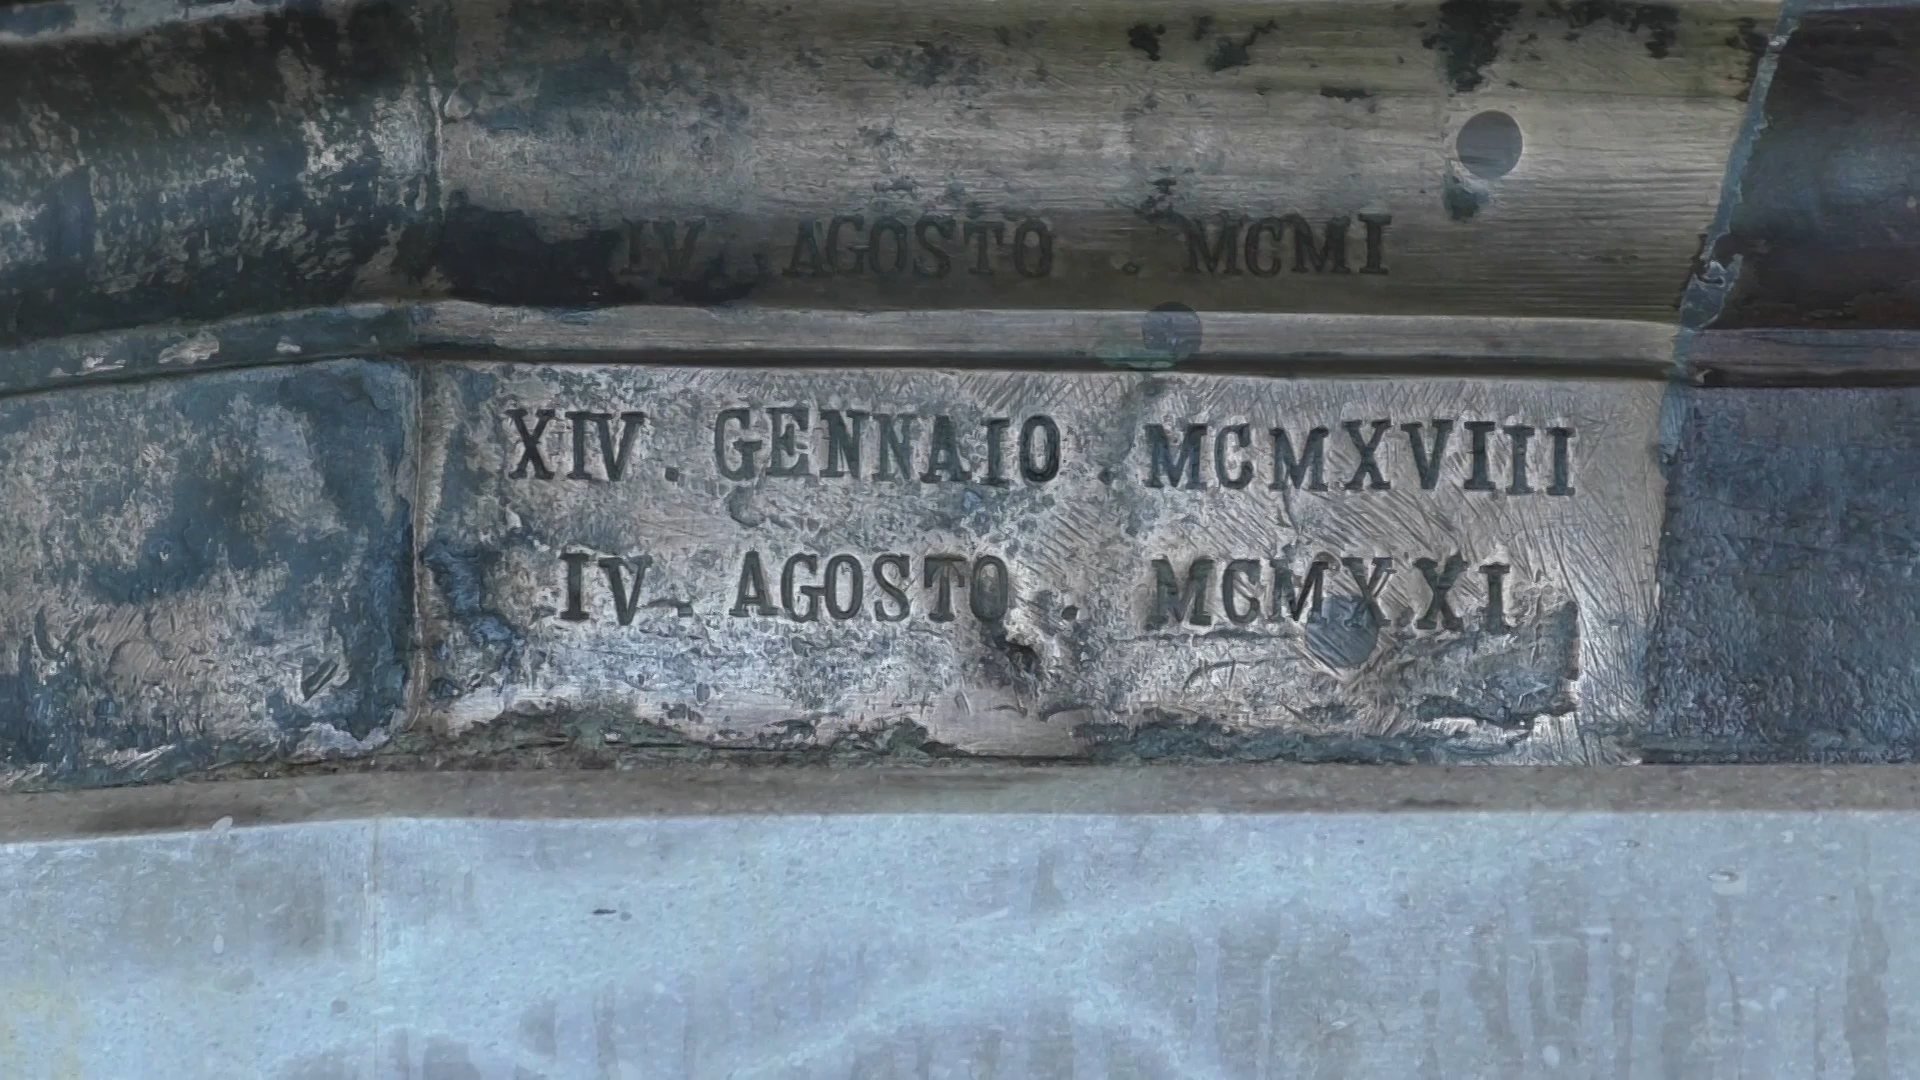 IV AGOSTO . MCMI
XIV . GENNAIO . MCMXVIII
IV . AGOSTO . MCMXXI